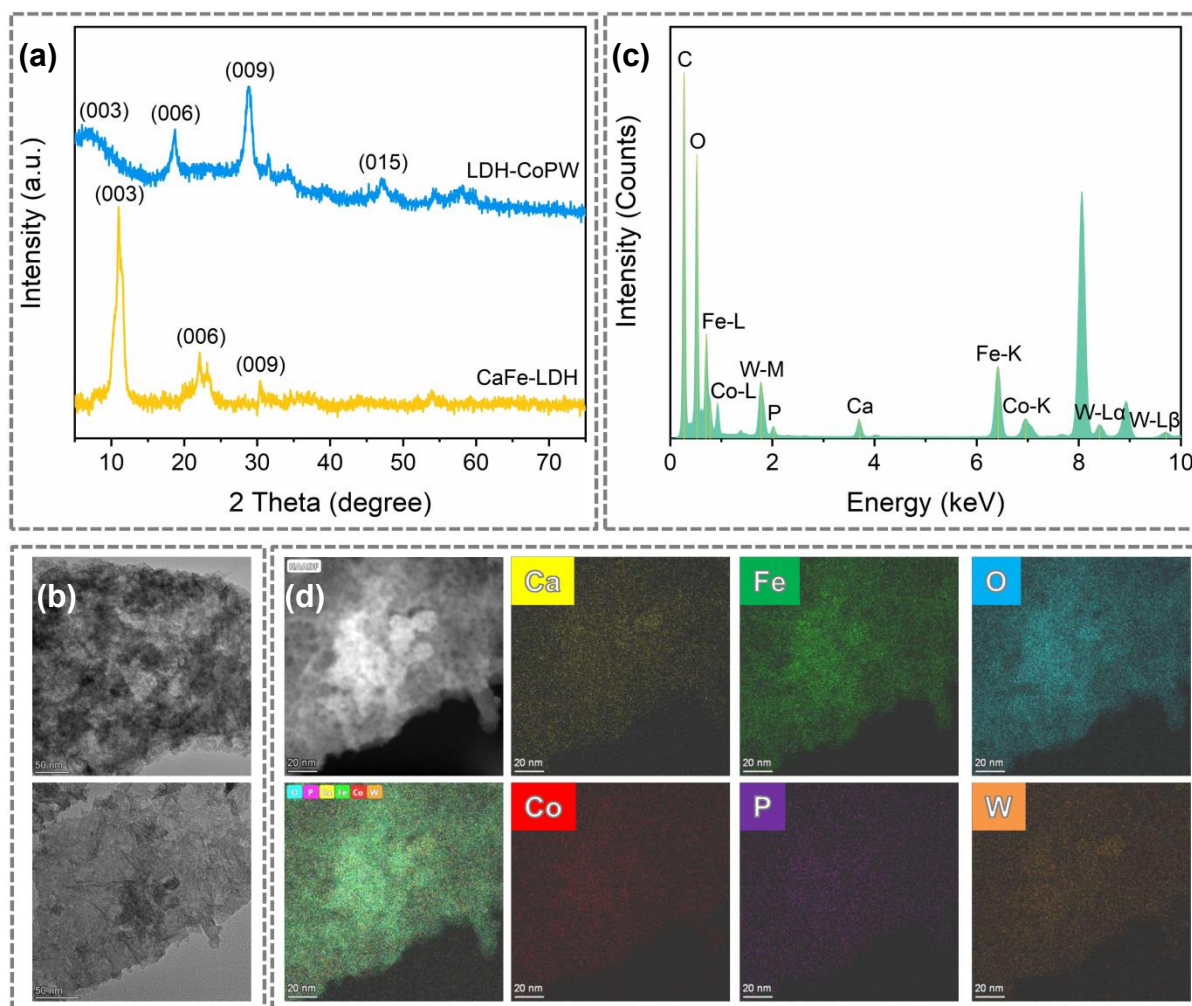 (a)
(003)
(006)
(009)
(015)
LDH-CoPW
(003)
(006)
(009)
CaFe-LDH
Intensity (a.u.)
10 20 30 40 50 60 70
2 Theta (degree)
(c)
C
O
Fe-L
Co-L
W-M
P
Ca
Fe-K
Co-K
W-Lα
W-Lβ
Intensity (Counts)
0 2 4 6 8 10
Energy (keV)
(b)
50 nm
50 nm
(d)
HAADF
20 nm
Ca
20 nm
Fe
20 nm
O
20 nm
O P Ca Fe Co W
20 nm
Co
20 nm
P
20 nm
W
20 nm